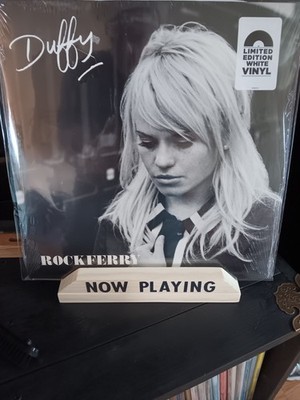 Duffy
LIMITED
EDITION
WHITE
VINYL
ROCKFERRY
NOW PLAYING